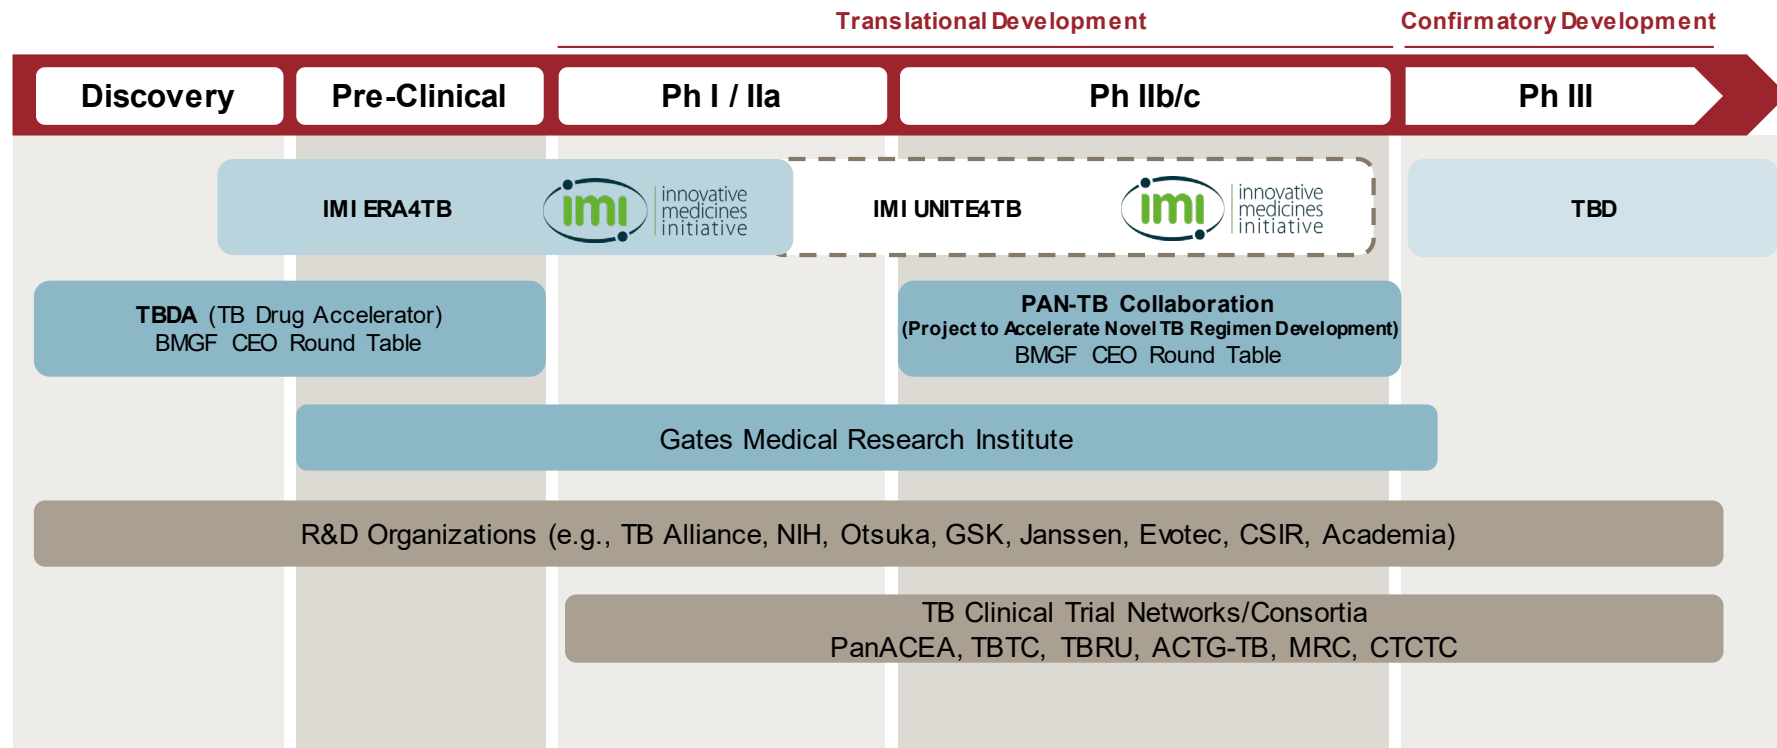 Translational Development
Confirmatory Development
Discovery
Pre-Clinical
Ph I / IIa
Ph IIb/c
Ph III
IMI ERA4TB
imi
innovative
medicines
initiative
IMI UNITE4TB
imi
innovative
medicines
initiative
TBD
TBDA (TB Drug Accelerator)
BMGF CEO Round Table
PAN-TB Collaboration
(Project to Accelerate Novel TB Regimen Development)
BMGF CEO Round Table
Gates Medical Research Institute
R&D Organizations (e.g., TB Alliance, NIH, Otsuka, GSK, Janssen, Evotec, CSIR, Academia)
TB Clinical Trial Networks/Consortia
PanACEA, TBTC, TBRU, ACTG-TB, MRC, CTCTC